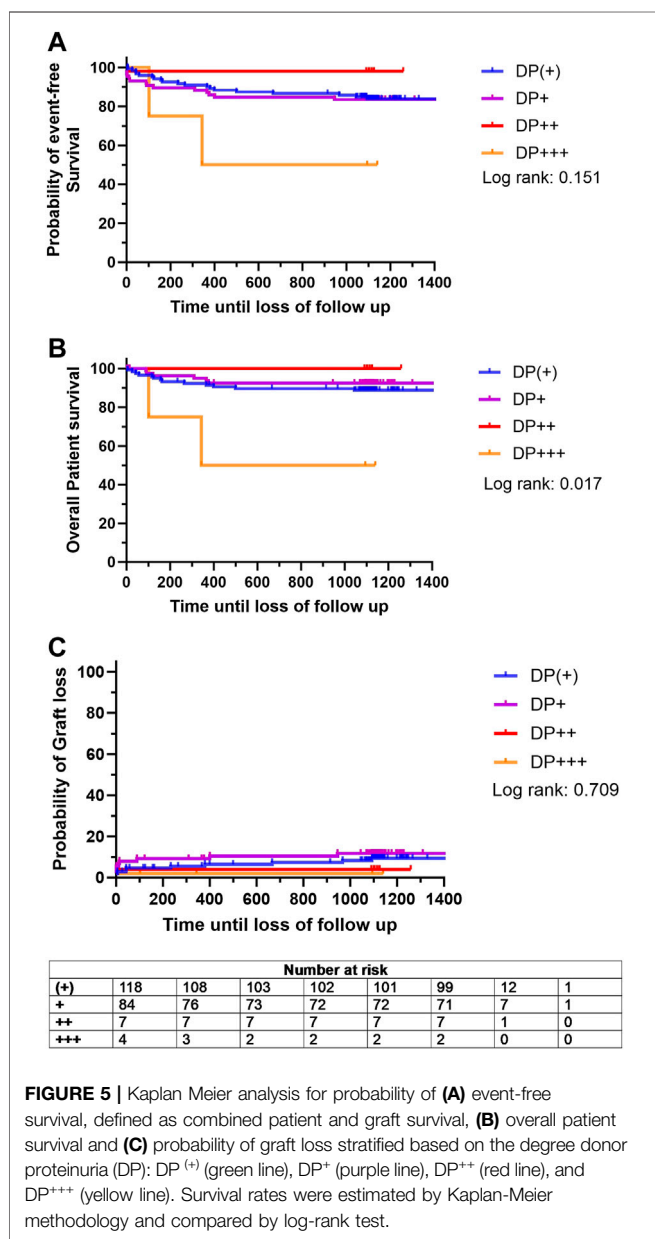 A
Probability of event-free
Survival
100
80
60
40
20
0
0 200 400 600 800 1000 1200 1400
Time until loss of follow up
DP(+)
DP+
DP++
DP+++
Log rank: 0.151
B
Overall Patient survival
100
80
60
40
20
0
0 200 400 600 800 1000 1200 1400
Time until loss of follow up
DP(+)
DP+
DP++
DP+++
Log rank: 0.017
C
Probability of Graft loss
100
80
60
40
20
0
0 200 400 600 800 1000 1200 1400
Time until loss of follow up
DP(+)
DP+
DP++
DP+++
Log rank: 0.709
Number at risk
(+) 118 108 103 102 101 99 12 1
+ 84 76 73 72 72 71 7 1
++ 7 7 7 7 7 7 1 0
+++ 4 3 2 2 2 2 0 0
FIGURE 5 | Kaplan Meier analysis for probability of (A) event-free
survival, defined as combined patient and graft survival, (B) overall patient
survival and (C) probability of graft loss stratified based on the degree donor
proteinuria (DP): DP (+) (green line), DP+ (purple line), DP++ (red line), and
DP+++ (yellow line). Survival rates were estimated by Kaplan-Meier
methodology and compared by log-rank test.